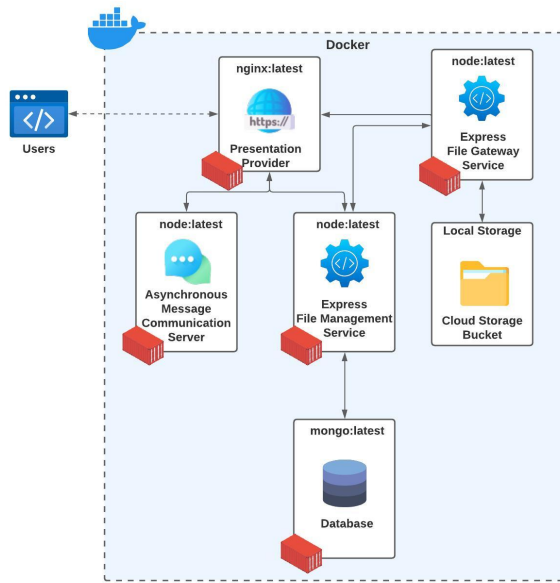 Docker
nginx:latest
https://
Presentation
Provider
node:latest
Express
File Gateway
Service
Users
node:latest
Asynchronous
Message
Communication
Server
node:latest
Express
File Management
Service
Local Storage
Cloud Storage
Bucket
mongo:latest
Database